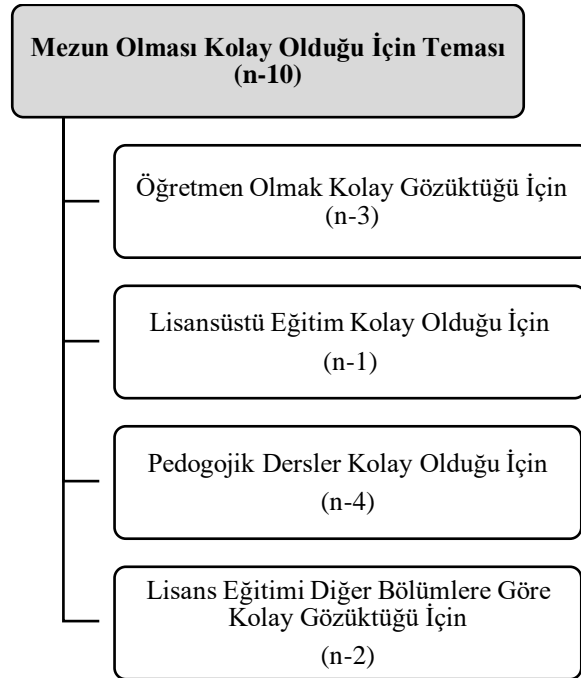 Mezun Olması Kolay Olduğu İçin Teması
(n-10)
Öğretmen Olmak Kolay Gözüktüğü İçin
(n-3)
Lisansüstü Eğitim Kolay Olduğu İçin
(n-1)
Pedogojik Dersler Kolay Olduğu İçin
(n-4)
Lisans Eğitimi Diğer Bölümlere Göre
Kolay Gözüktüğü İçin
(n-2)